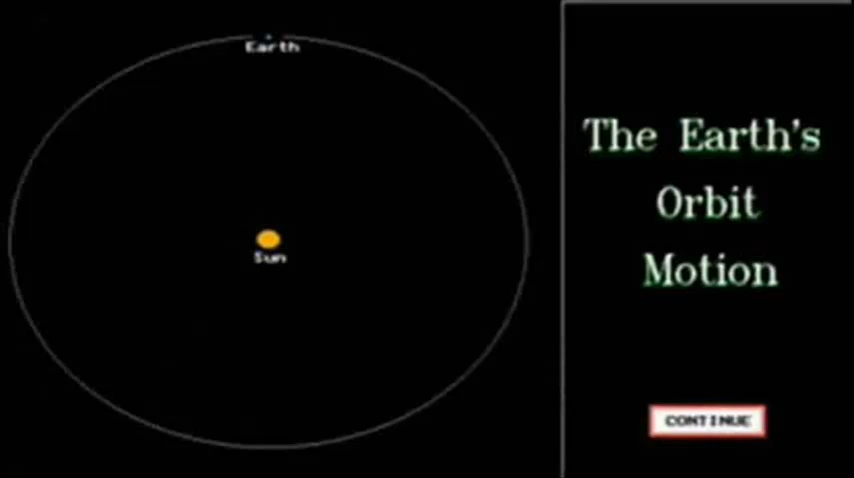 Earth
Sun
The Earth's
Orbit
Motion
CONTINUE